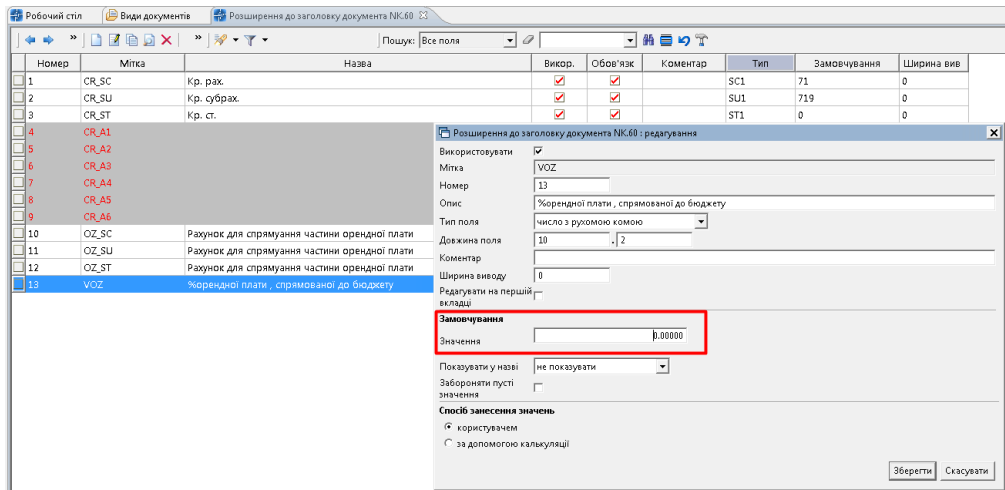 Робочий стіл Види документів Розширення до заголовку документа NK.60
Пошук: Все поля
Номер Мітка Назва Викор. Обов'язк Коментар Тип Замовчування Ширина вив
1 CR_SC Кр. рах. SC1 71 0
2 CR_SU Кр. субрах. SU1 719 0
3 CR_ST Кр. ст. ST1 0 0
4 CR_A1
5 CR_A2
6 CR_A3
7 CR_A4
8 CR_A5
9 CR_A6
10 OZ_SC Рахунок для спрямуання частини орендної плати
11 OZ_SU Рахунок для спрямуання частини орендної плати
12 OZ_ST Рахунок для спрямуання частини орендної плати
13 VOZ %орендної плати , спрямованої до бюджету
Розширення до заголовку документа NK.60 : редагування
Використовувати
Мітка VOZ
Номер 13
Опис %орендної плати , спрямованої до бюджету
Тип поля число з рухомою комою
Довжина поля 10 . 2
Коментар
Ширина виводу 0
Редагувати на першій
вкладці
Замовчування
Значення 0.00000
Показувати у назві не показувати
Забороняти пусті
значення
Спосіб занесення значень
користувачем
за допомогою калькуляції
Зберегти Скасувати